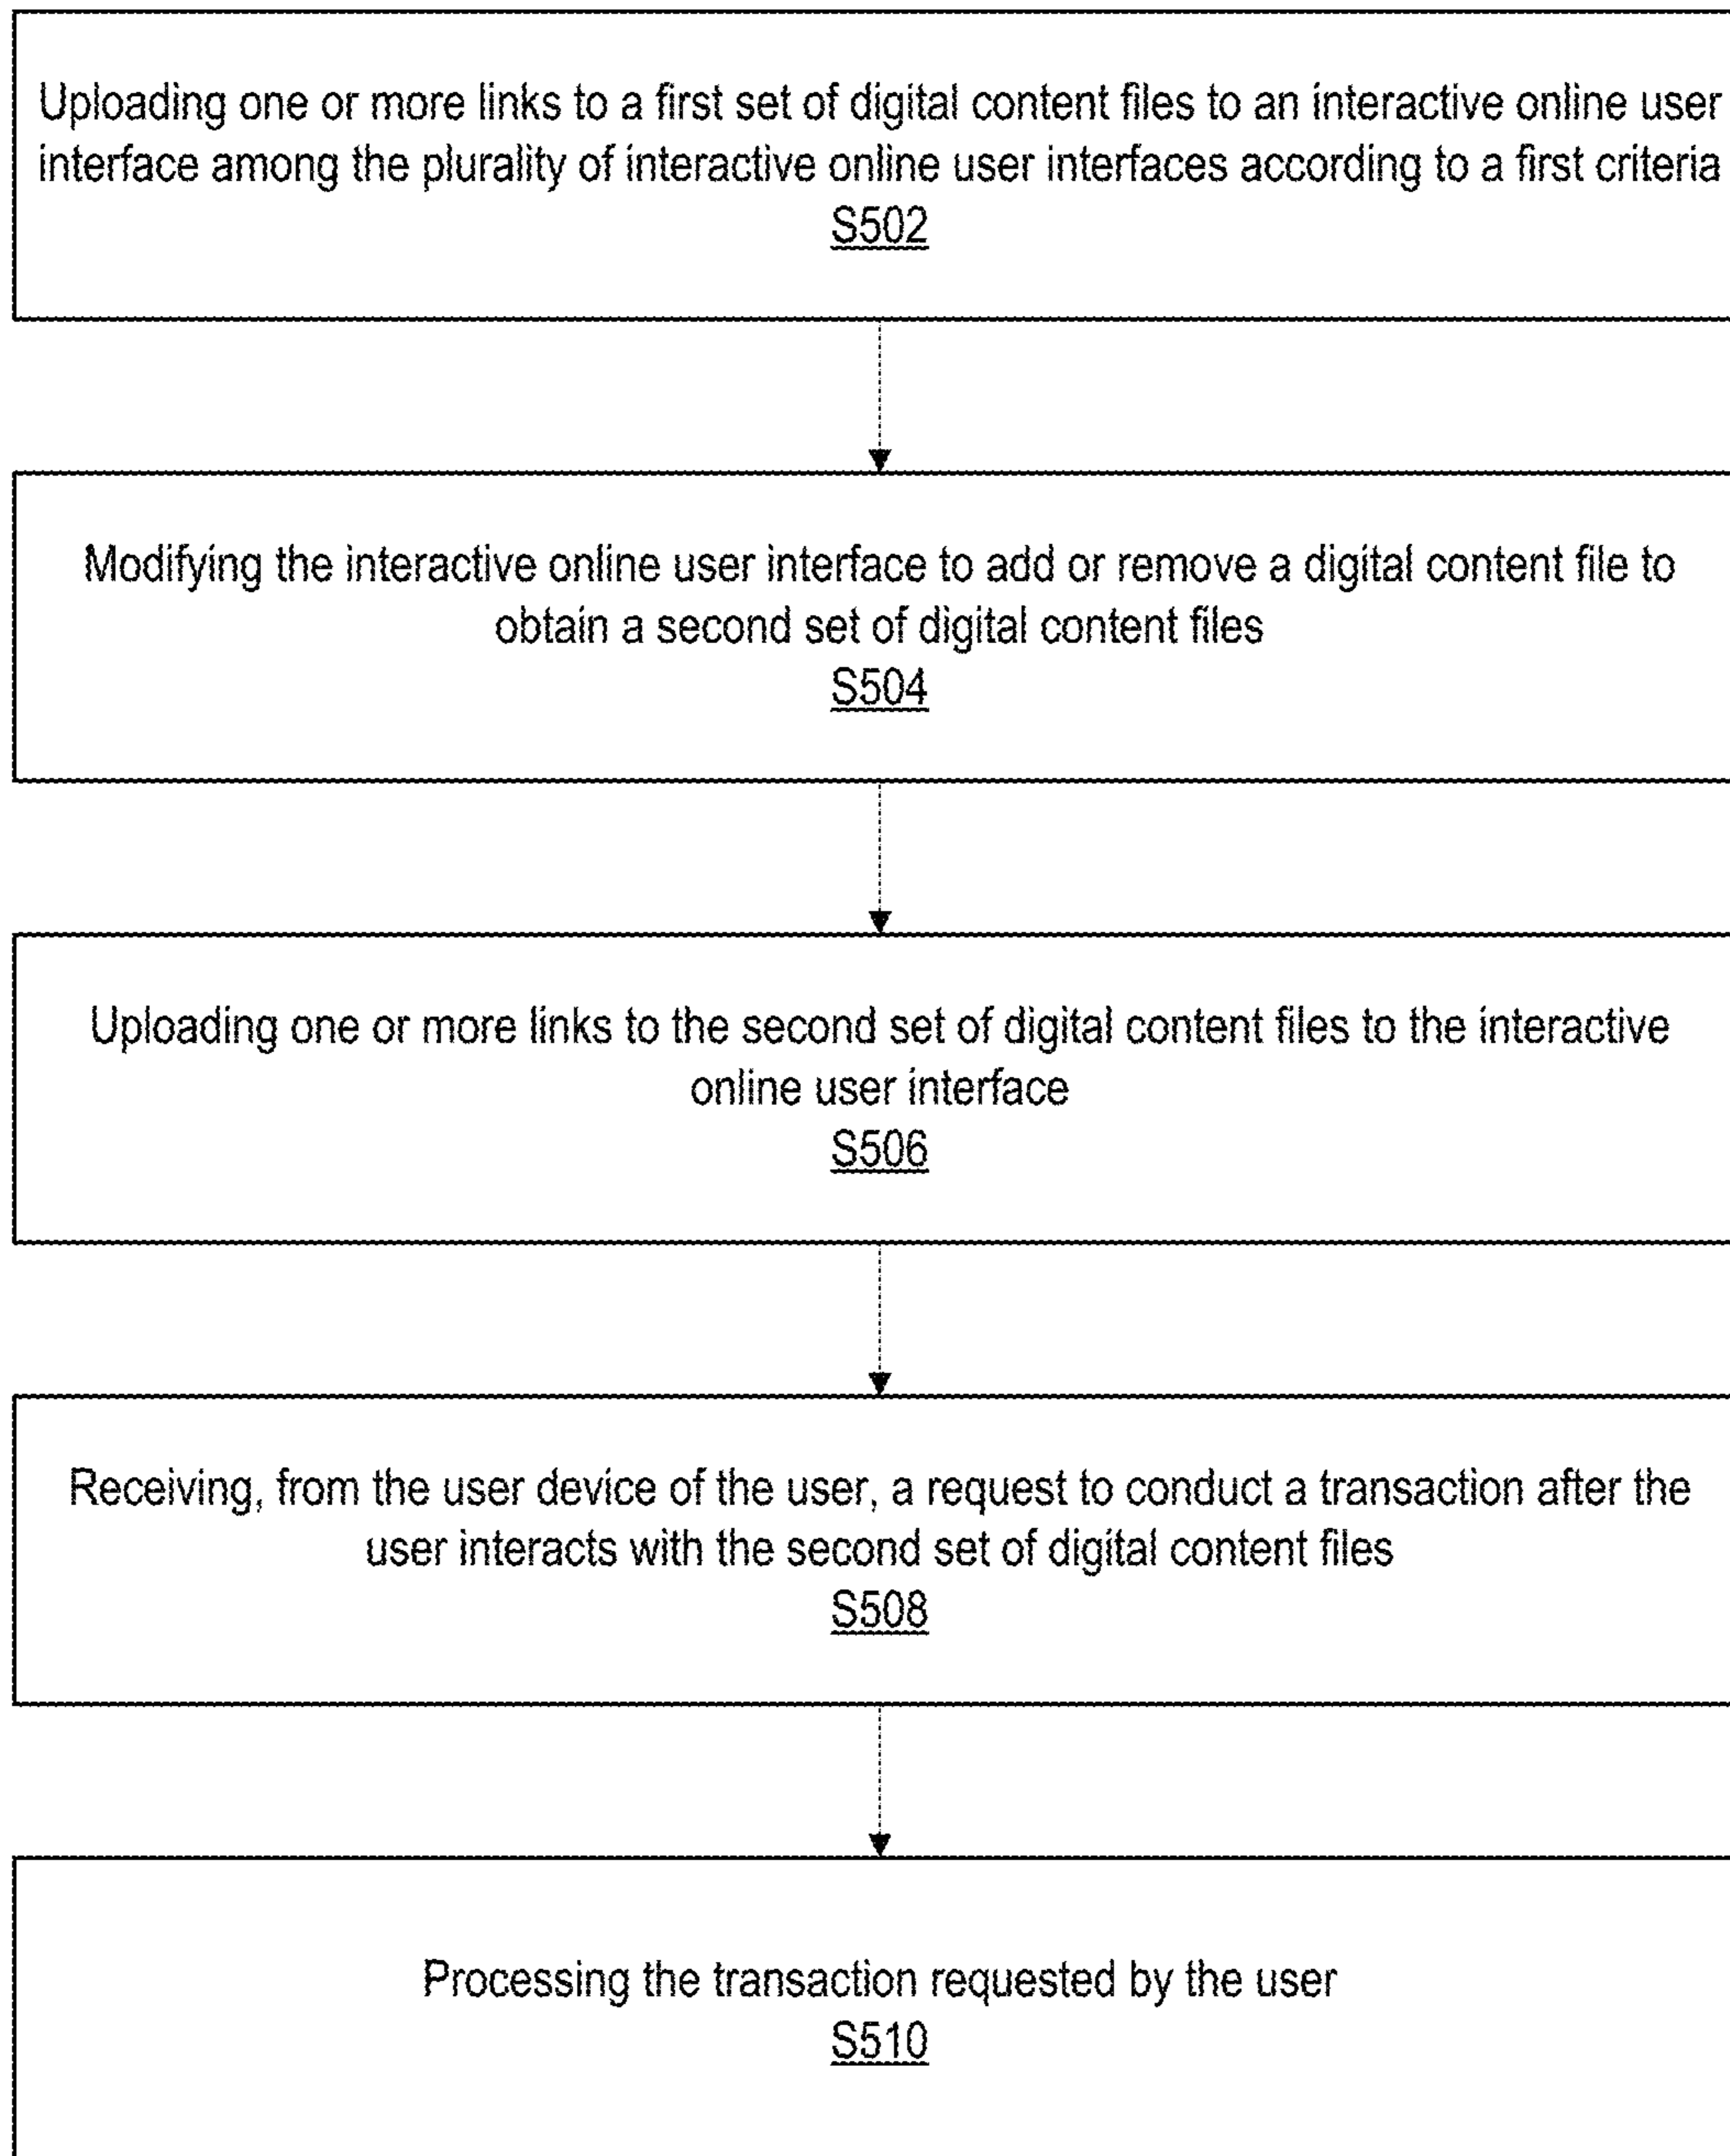 Uploading one or more links to a first set of digital content files to an interactive online user
interface among the plurality of interactive online user interfaces according to a first criteria
S502
Modifying the interactive online user interface to add or remove a digital content file to
obtain a second set of digital content files
S504
Uploading one or more links to the second set of digital content files to the interactive
online user interface
S506
Receiving, from the user device of the user, a request to conduct a transaction after the
user interacts with the second set of digital content files
S508
Processing the transaction requested by the user
S510